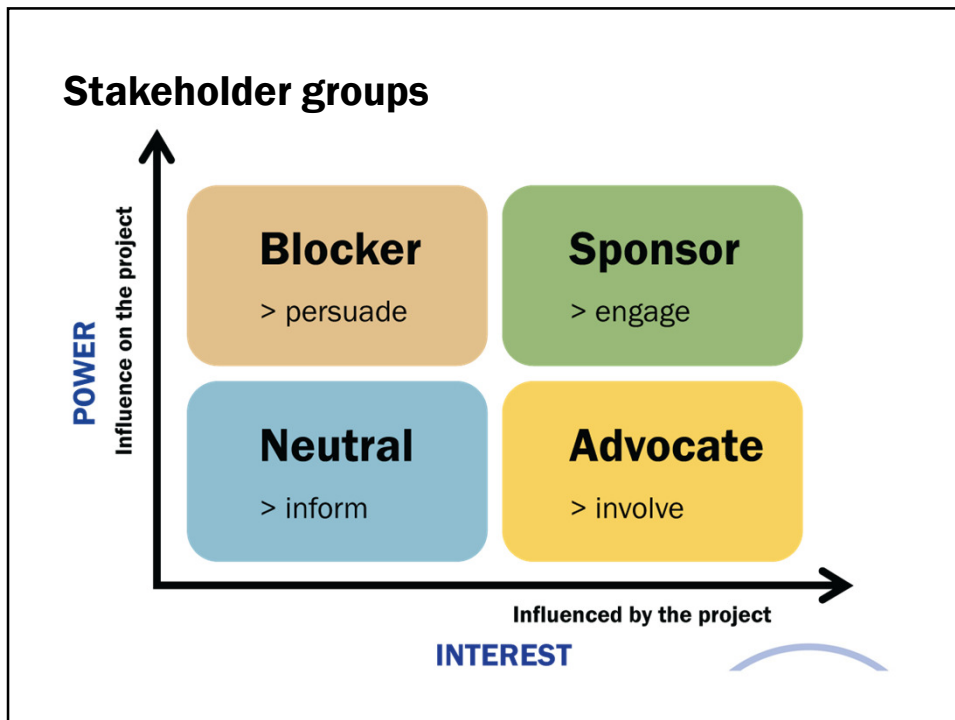 Stakeholder groups
POWER
Influence on the project
Blocker
> persuade
Sponsor
> engage
Neutral
> inform
Advocate
> involve
Influenced by the project
INTEREST